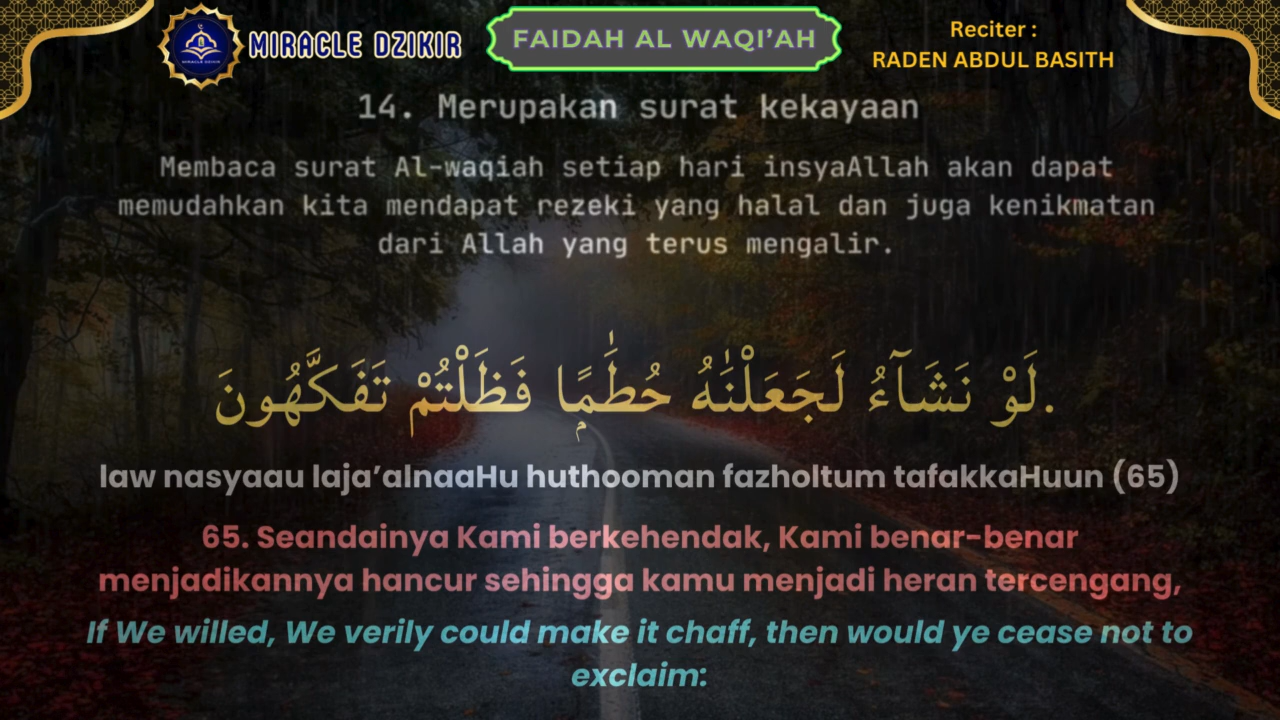 MIRACLE DZIKIR
FAIDAH AL WAQI'AH
Reciter :
RADEN ABDUL BASITH
14. Merupakan surat kekayaan
Membaca surat Al-waqiah setiap hari insyaAllah akan dapat
memudahkan kita mendapat rezeki yang halal dan juga kenikmatan
dari Allah yang terus mengalir.
لَوْ نَشَآءُ لَجَعَلْنَٰهُ حُطَٰمًۭا فَظَلْتُمْ تَفَكَّهُونَ.
law nasyaau laja’alnaaHu huthooman fazholtum tafakkaHuun (65)
65. Seandainya Kami berkehendak, Kami benar-benar
menjadikannya hancur sehingga kamu menjadi heran tercengang,
If We willed, We verily could make it chaff, then would ye cease not to
exclaim: